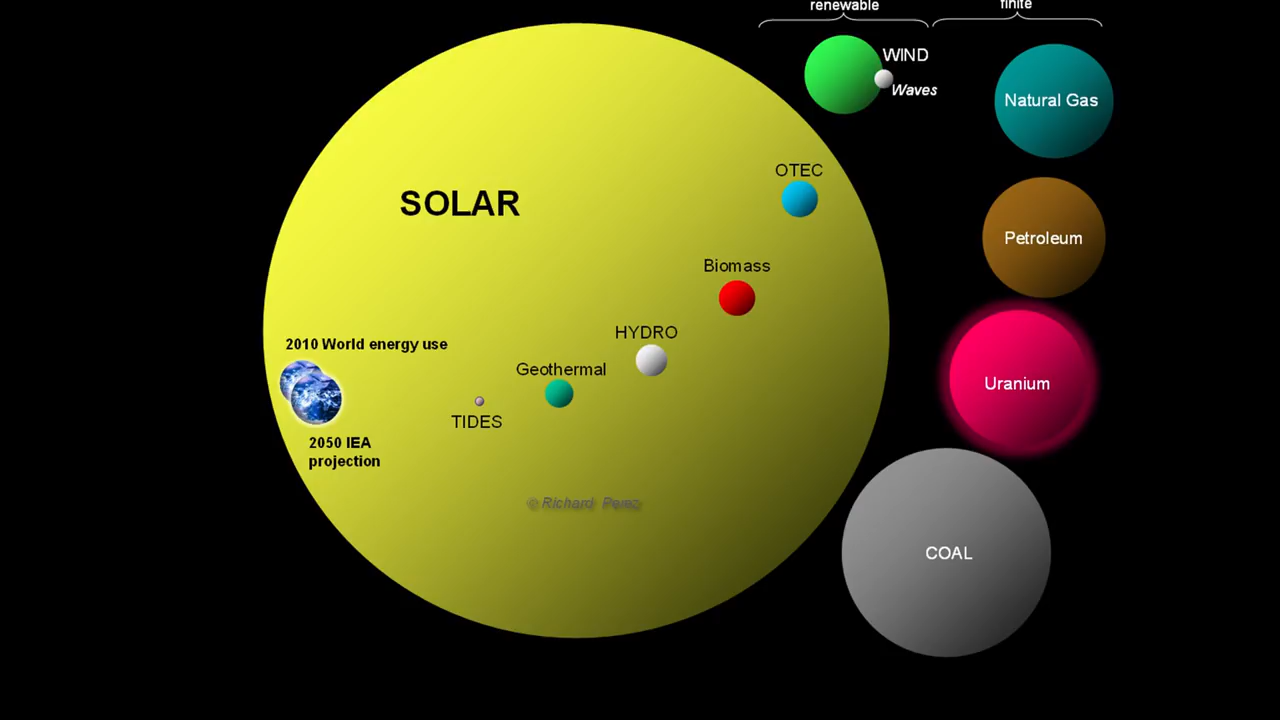 renewable
finite
WIND
Waves
Natural Gas
SOLAR
OTEC
Petroleum
Biomass
HYDRO
2010 World energy use
Geothermal
Uranium
TIDES
2050 IEA
projection
© Richard Perez
COAL